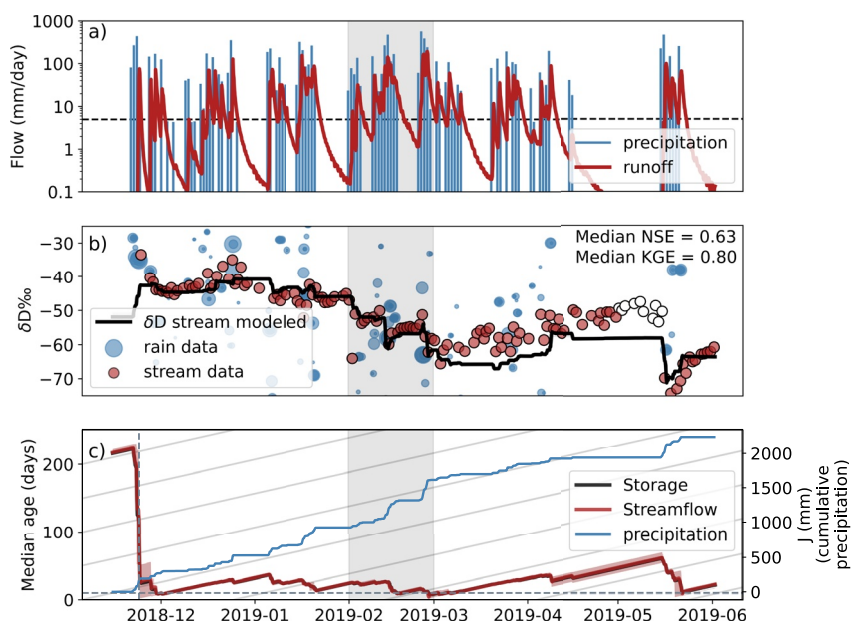 a)
1000
100
10
1
0.1
Flow (mm/day)
precipitation
runoff
b)
Median NSE = 0.63
Median KGE = 0.80
−30
−40
−50
−60
−70
δD‰
δD stream modeled
rain data
stream data
c)
200
100
0
Median age (days)
Storage
Streamflow
precipitation
2000
1500
1000
500
0
J (mm)
(cumulative
precipitation)
2018-12 2019-01 2019-02 2019-03 2019-04 2019-05 2019-06